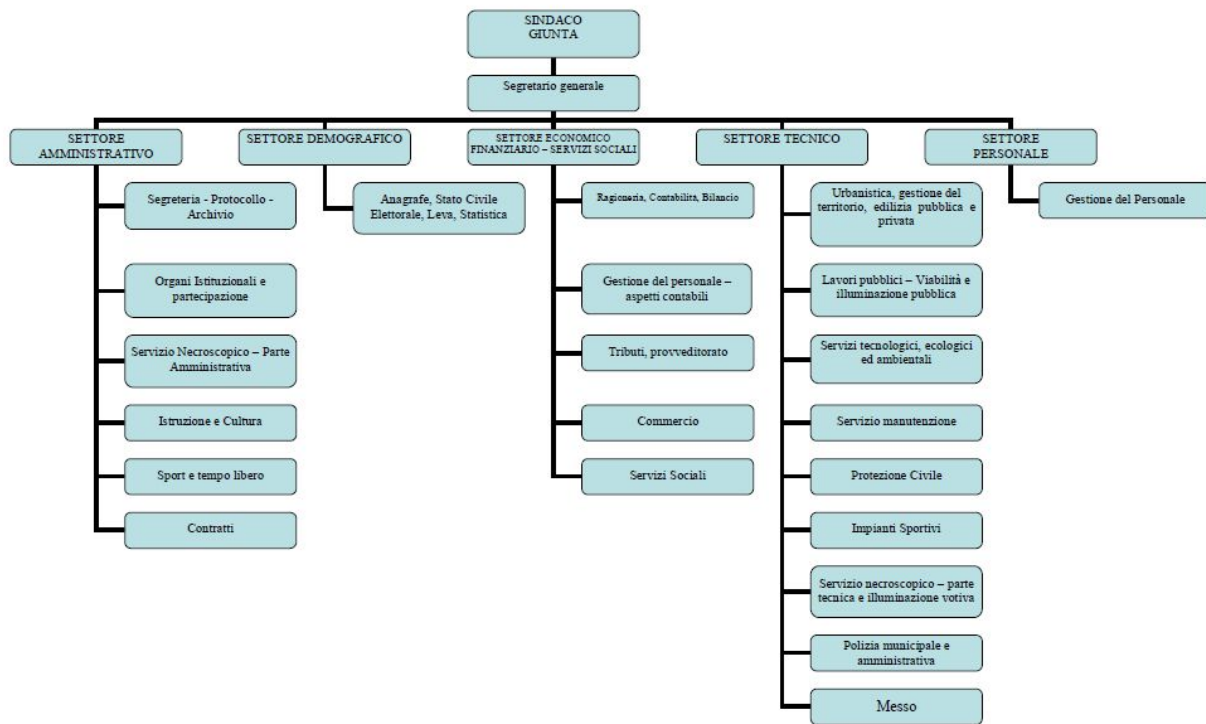 SINDACO
GIUNTA
Segretario generale
SETTORE
AMMINISTRATIVO
Segreteria - Protocollo -
Archivio
Organi Istituzionali e
partecipazione
Servizio Necroscopico – Parte
Amministrativa
Istruzione e Cultura
Sport e tempo libero
Contratti
SETTORE DEMOGRAFICO
Anagrafe, Stato Civile
Elettorale, Leva, Statistica
SETTORE ECONOMICO
FINANZIARIO – SERVIZI SOCIALI
Ragioneria, Contabilità, Bilancio
Gestione del personale –
aspetti contabili
Tributi, provveditorato
Commercio
Servizi Sociali
SETTORE TECNICO
Urbanistica, gestione del
territorio, edilizia pubblica e
privata
Lavori pubblici – Viabilità e
illuminazione pubblica
Servizi tecnologici, ecologici
ed ambientali
Servizio manutenzione
Protezione Civile
Impianti Sportivi
Servizio necroscopico – parte
tecnica e illuminazione votiva
Polizia municipale e
amministrativa
Messo
SETTORE
PERSONALE
Gestione del Personale